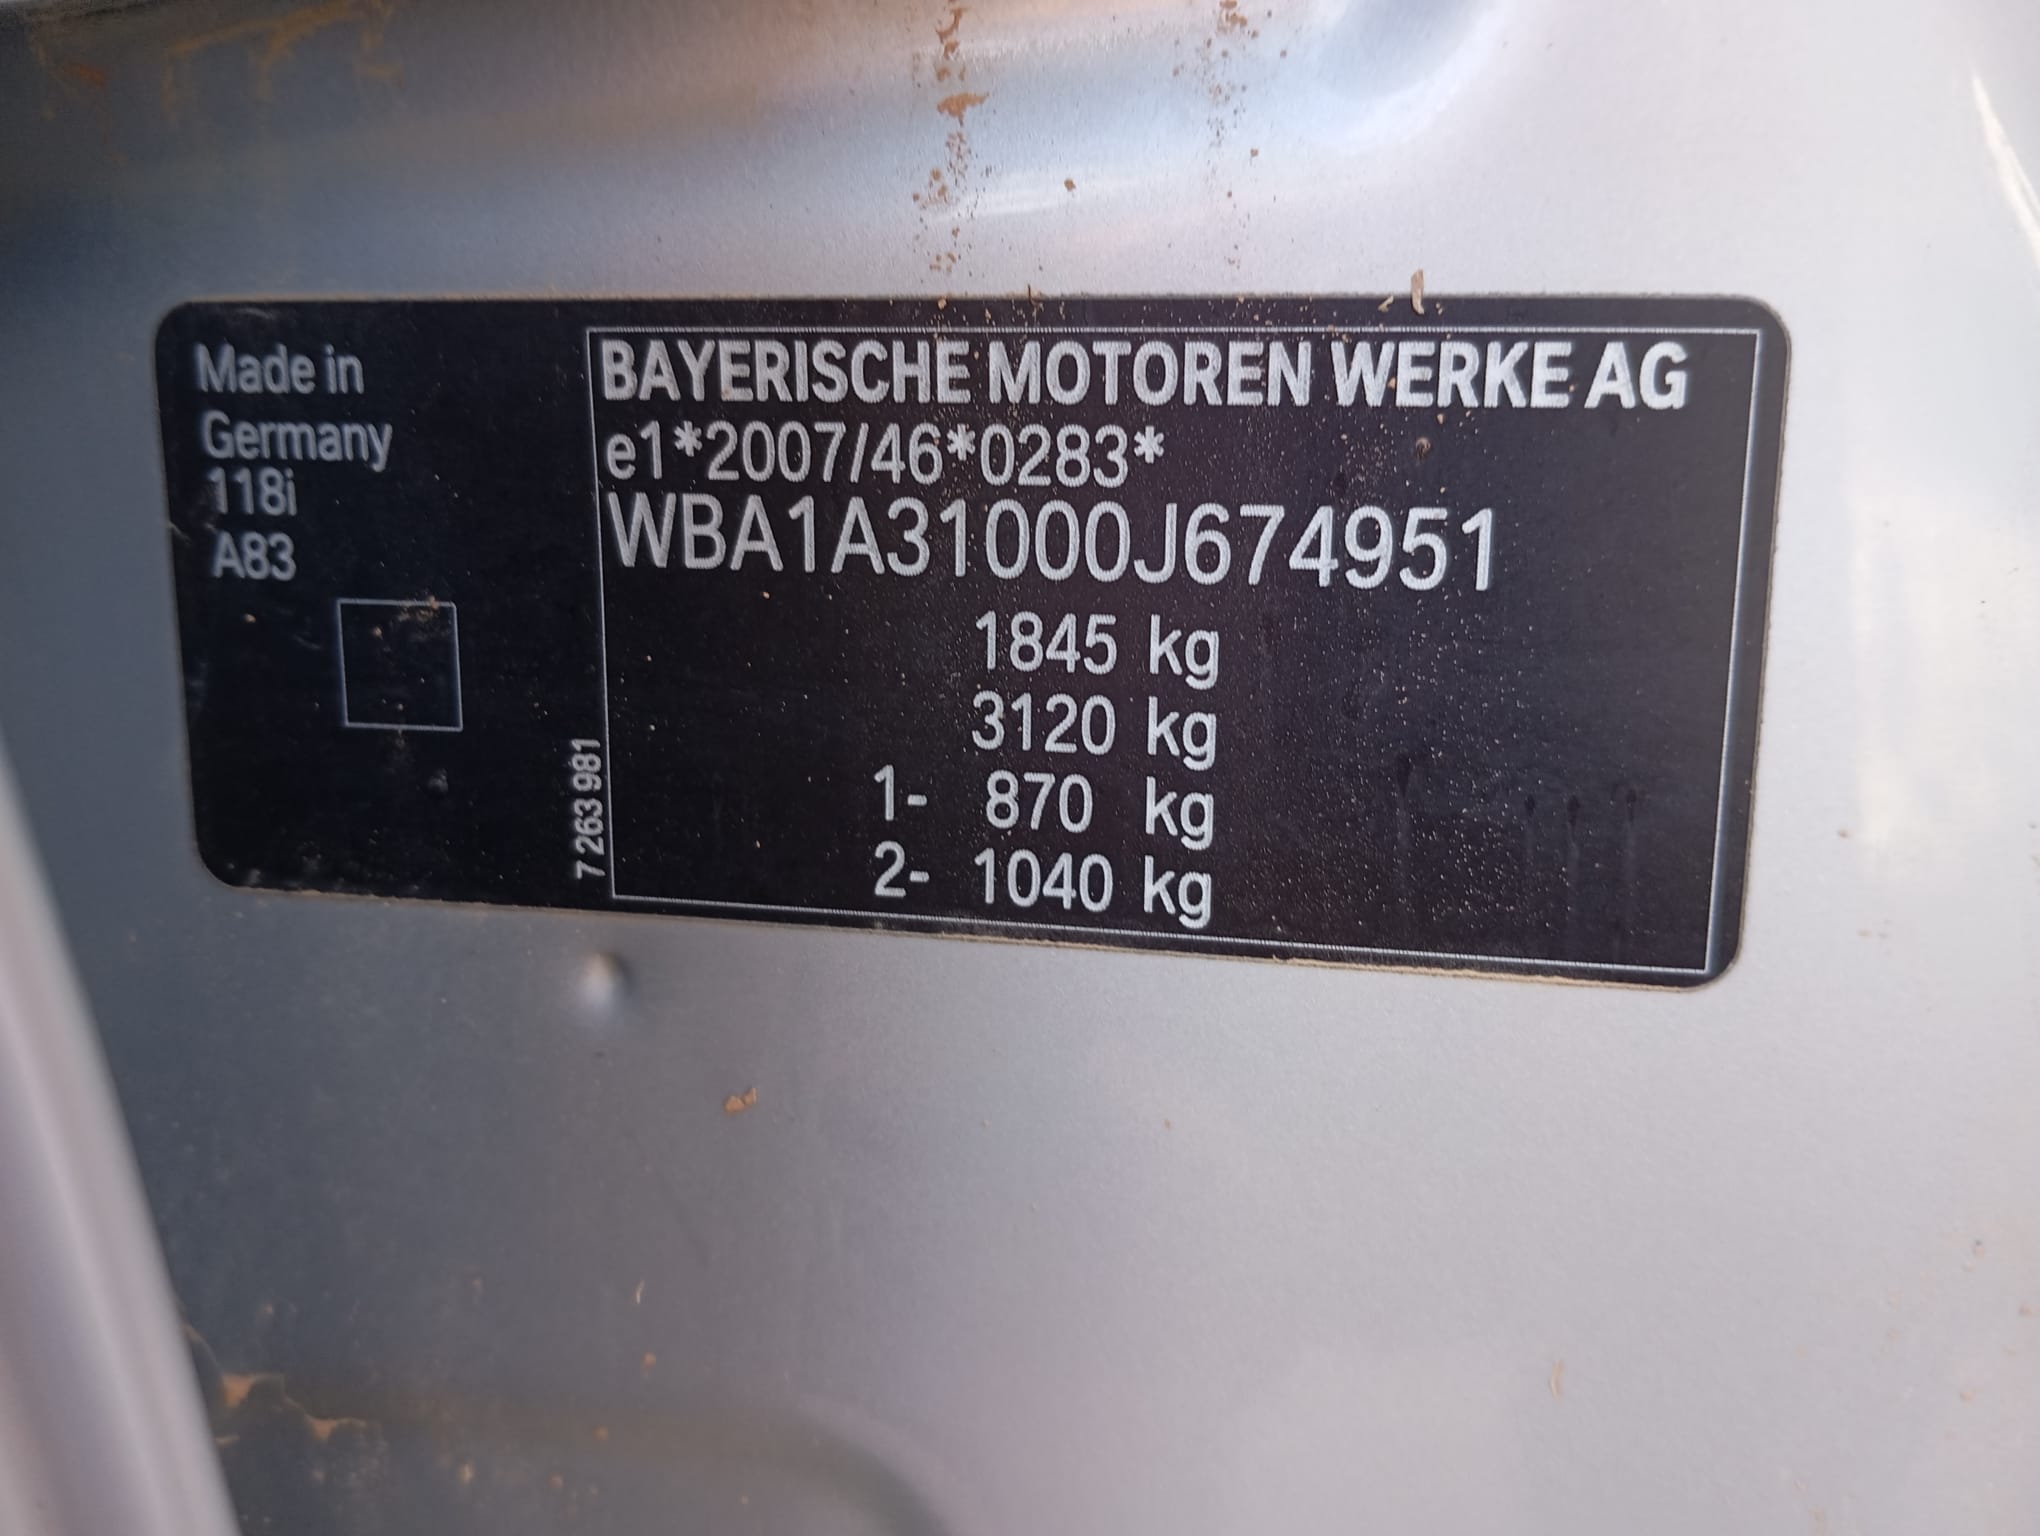 Made in
Germany
118i
A83
7 263 981
BAYERISCHE MOTOREN WERKE AG
e1*2007/46*0283*
WBA1A31000J674951
1845 kg
3120 kg
1- 870 kg
2- 1040 kg